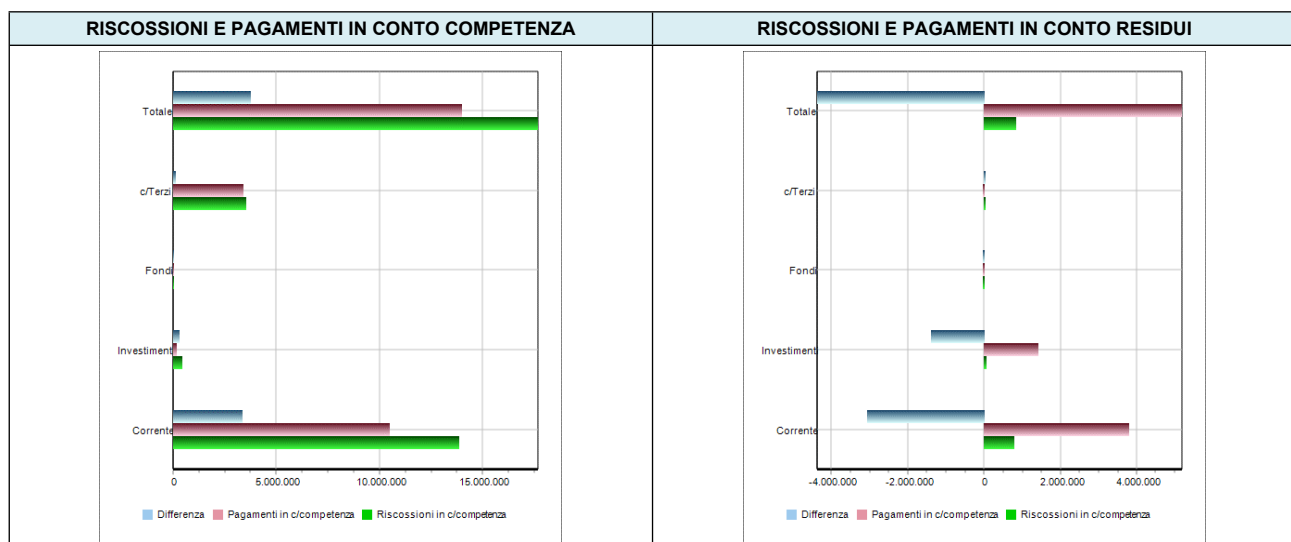 RISCOSSIONI E PAGAMENTI IN CONTO COMPETENZA
Totale
c/Terzi
Fondi
Investimenti
Corrente
0 5.000.000 10.000.000 15.000.000
Differenza Pagamenti in c/competenza Riscossioni in c/competenza
RISCOSSIONI E PAGAMENTI IN CONTO RESIDUI
Totale
c/Terzi
Fondi
Investimenti
Corrente
-4.000.000 -2.000.000 0 2.000.000 4.000.000
Differenza Pagamenti in c/competenza Riscossioni in c/competenza